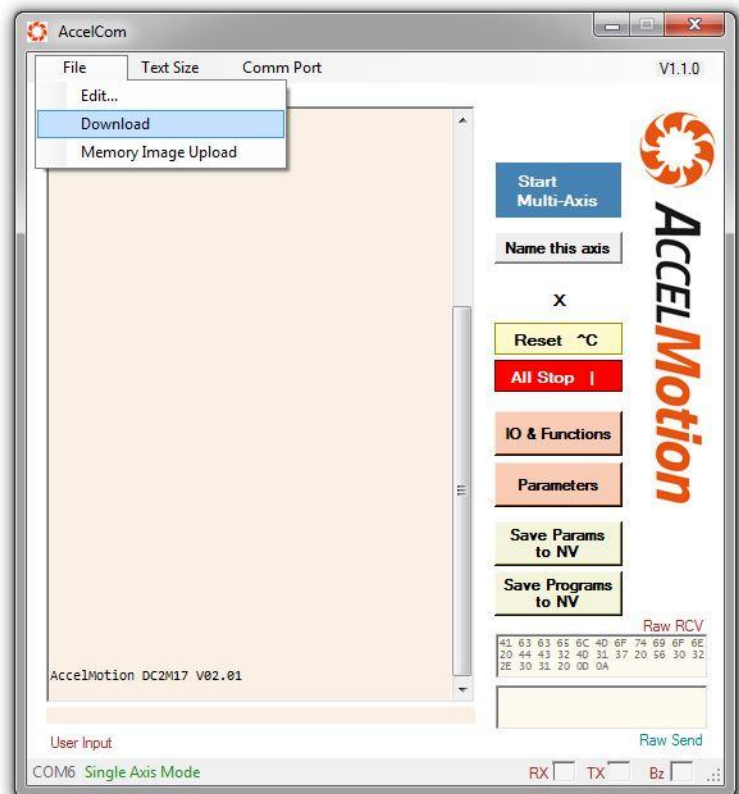 AccelCom
File Text Size Comm Port V1.1.0
Edit...
Download
Memory Image Upload
Start
Multi-Axis
Name this axis
X
Reset ^C
All Stop |
IO & Functions
Parameters
Save Params
to NV
Save Programs
to NV
ACCELMotion
Raw RCV
41 63 63 65 6C 4D 6F 74 69 6F 6E
20 44 43 32 4D 31 37 20 56 30 32
2E 30 31 20 0D 0A
AccelMotion DC2M17 V02.01
User Input
Raw Send
COM6 Single Axis Mode RX TX Bz